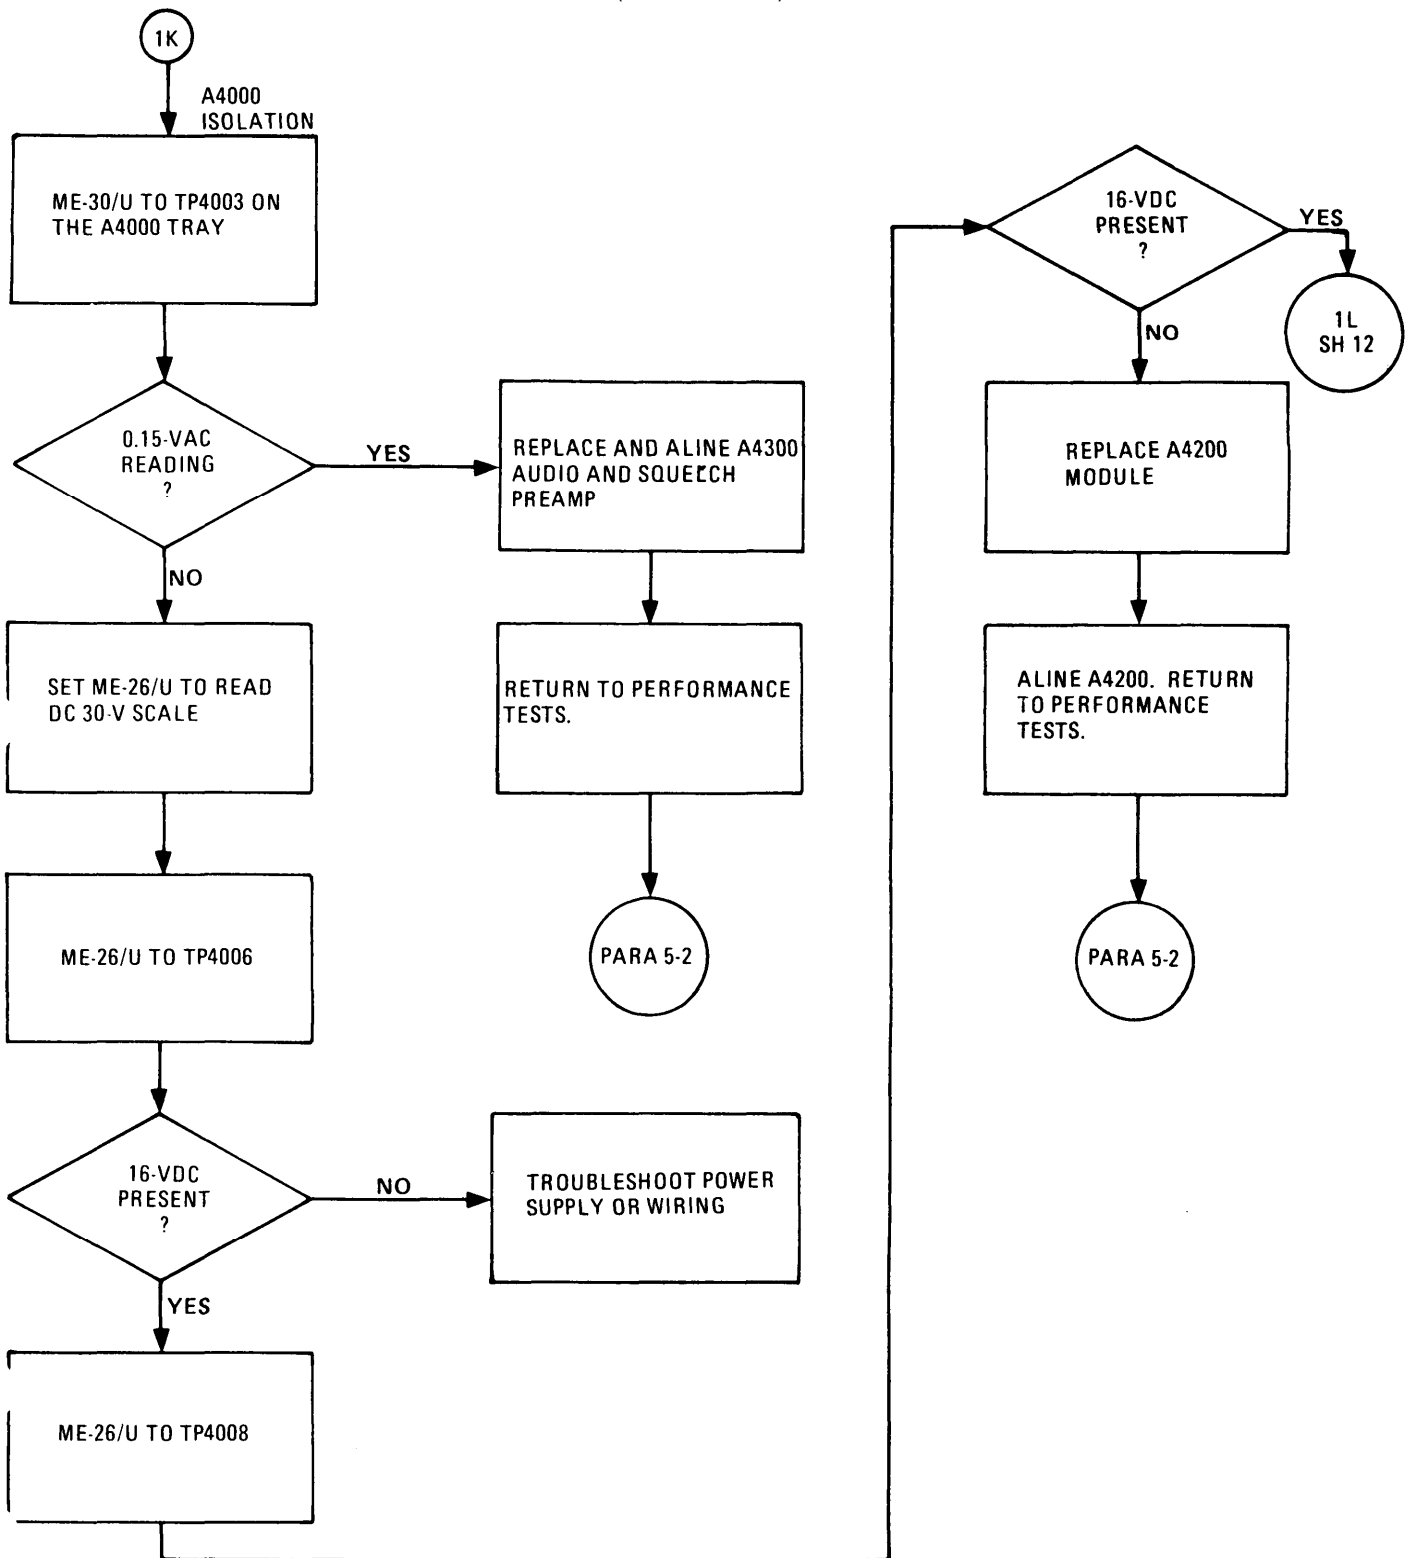 1K
A4000
ISOLATION
ME-30/U TO TP4003 ON
THE A4000 TRAY
0.15-VAC
READING
?
YES
REPLACE AND ALINE A4300
AUDIO AND SQUELCH
PREAMP
RETURN TO PERFORMANCE
TESTS.
PARA 5-2
NO
SET ME-26/U TO READ
DC 30-V SCALE
ME-26/U TO TP4006
16-VDC
PRESENT
?
NO
TROUBLESHOOT POWER
SUPPLY OR WIRING
YES
ME-26/U TO TP4008
16-VDC
PRESENT
?
YES
1L
SH 12
NO
REPLACE A4200
MODULE
ALINE A4200. RETURN
TO PERFORMANCE
TESTS.
PARA 5-2